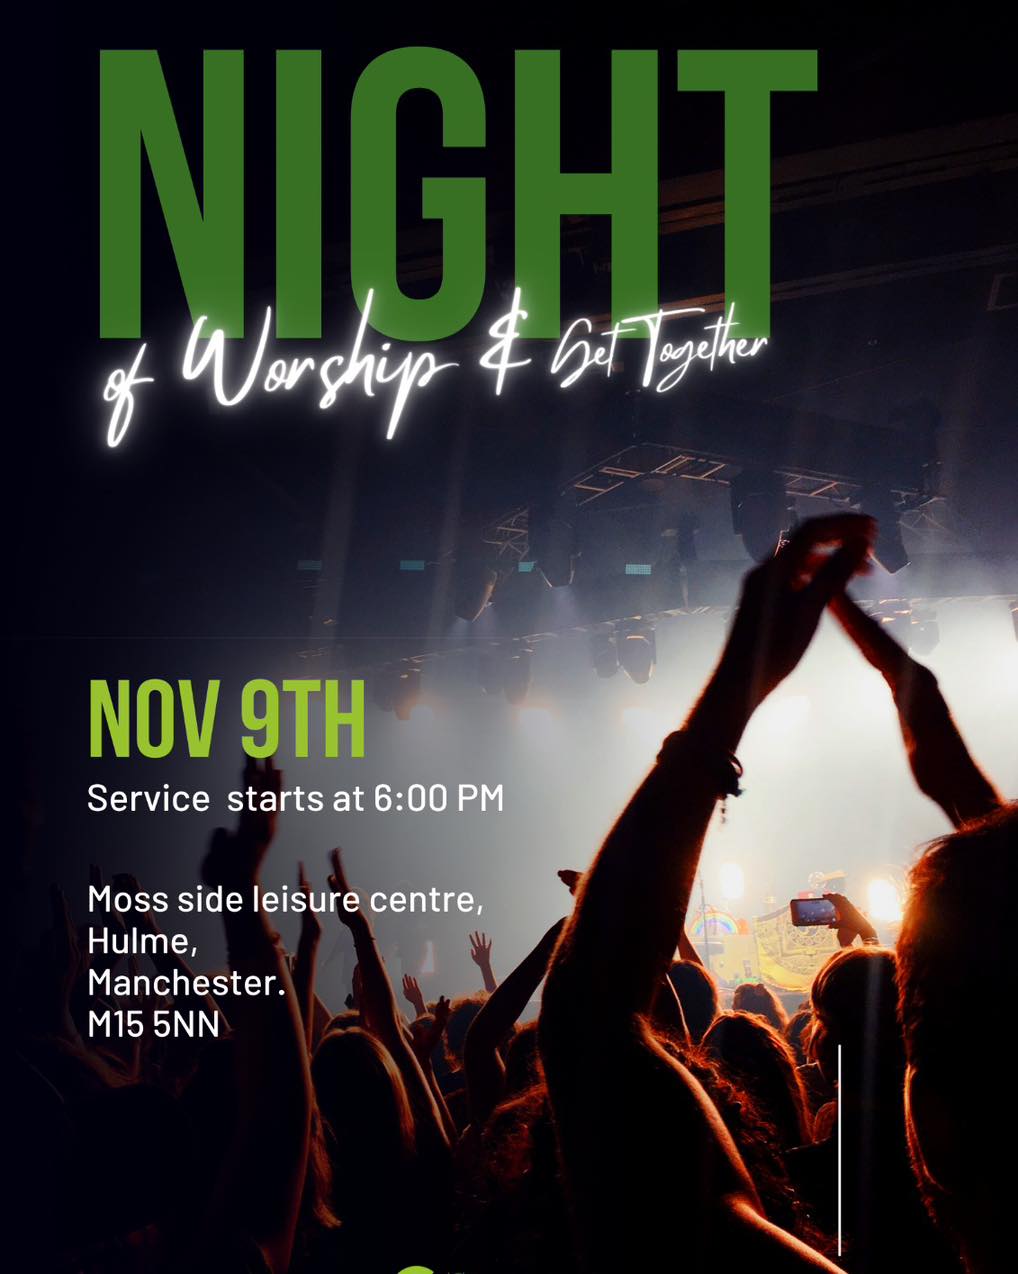 NIGHT
of Worship & Get Together
NOV 9TH
Service starts at 6:00 PM
Moss side leisure centre,
Hulme,
Manchester.
M15 5NN